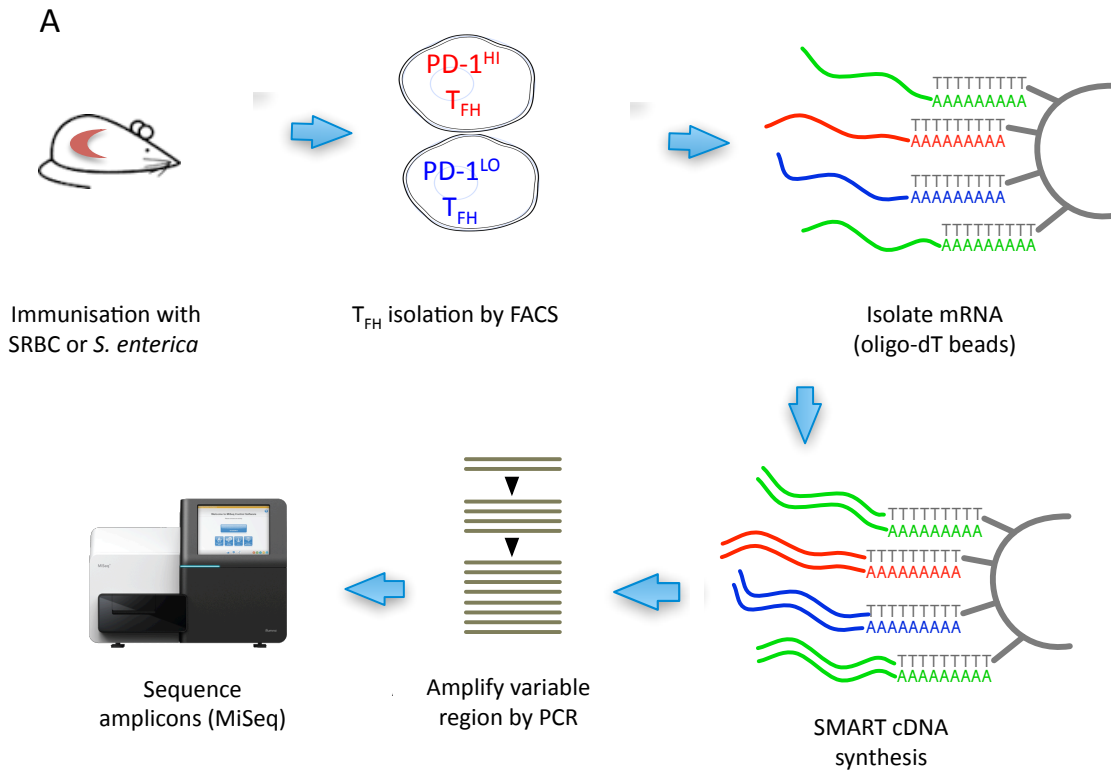 A
PD-1HI
TFH
PD-1LO
TFH
TTTTTTTTT
AAAAAAAAA
TTTTTTTTT
AAAAAAAAA
TTTTTTTTT
AAAAAAAAA
TTTTTTTTT
AAAAAAAAA
Immunisation with
SRBC or S. enterica
TFH isolation by FACS
Isolate mRNA
(oligo-dT beads)
TTTTTTTTT
AAAAAAAAA
TTTTTTTTT
AAAAAAAAA
TTTTTTTTT
AAAAAAAAA
TTTTTTTTT
AAAAAAAAA
MiSeq
Sequence
amplicons (MiSeq)
Amplify variable
region by PCR
SMART cDNA
synthesis